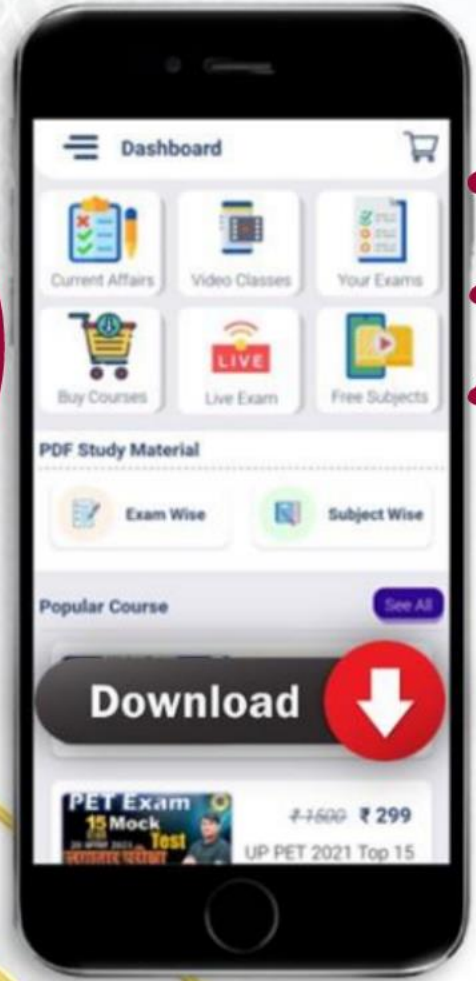 Dashboard
Current Affairs
Video Classes
Your Exams
Buy Courses
LIVE
Live Exam
Free Subjects
PDF Study Material
Exam Wise
Subject Wise
Popular Course
See All
Download
PET Exam
15 Mock
Test
लगातार परीक्षा
₹ 1500 ₹ 299
UP PET 2021 Top 15